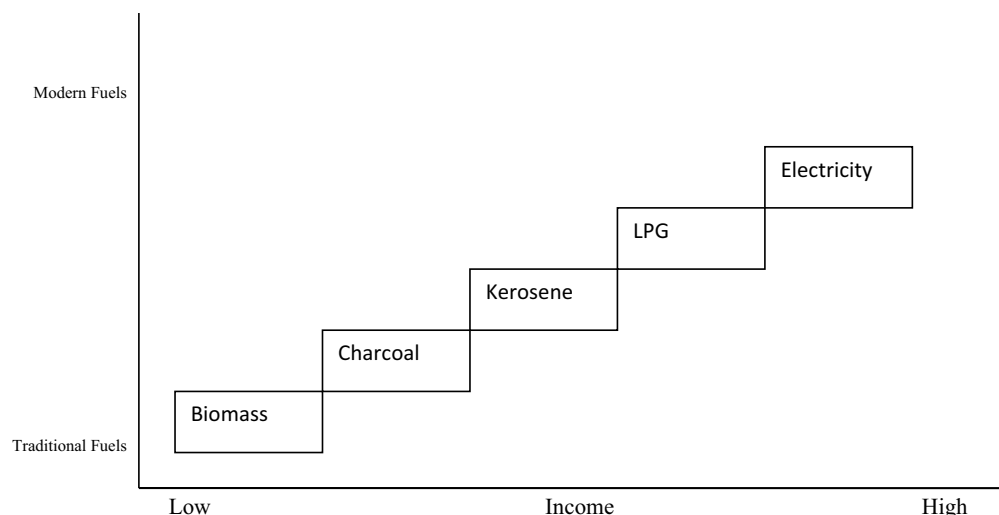 Modern Fuels
Electricity
LPG
Kerosene
Charcoal
Biomass
Traditional Fuels
Low Income High